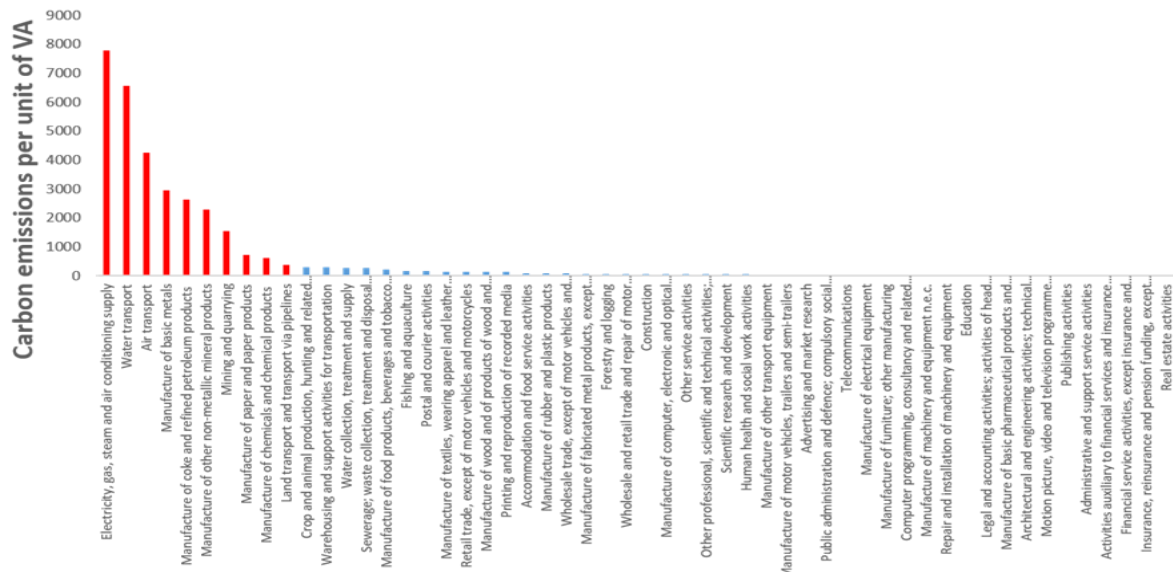 Carbon emissions per unit of VA
9000
8000
7000
6000
5000
4000
3000
2000
1000
0
Electricity, gas, steam and air conditioning supply
Water transport
Air transport
Manufacture of basic metals
Manufacture of coke and refined petroleum products
Manufacture of other non-metallic mineral products
Mining and quarrying
Manufacture of paper and paper products
Manufacture of chemicals and chemical products
Land transport and transport via pipelines
Crop and animal production, hunting and related…
Warehousing and support activities for transportation
Water collection, treatment and supply
Sewerage; waste collection, treatment and disposal…
Manufacture of food products, beverages and tobacco…
Fishing and aquaculture
Postal and courier activities
Manufacture of textiles, wearing apparel and leather…
Retail trade, except of motor vehicles and motorcycles
Manufacture of wood and of products of wood and…
Printing and reproduction of recorded media
Accommodation and food service activities
Manufacture of rubber and plastic products
Wholesale trade, except of motor vehicles and…
Manufacture of fabricated metal products, except…
Forestry and logging
Wholesale and retail trade and repair of motor…
Construction
Manufacture of computer, electronic and optical…
Other service activities
Other professional, scientific and technical activities;…
Scientific research and development
Human health and social work activities
Manufacture of other transport equipment
Manufacture of motor vehicles, trailers and semi-trailers
Advertising and market research
Public administration and defence; compulsory social…
Telecommunications
Manufacture of electrical equipment
Manufacture of furniture; other manufacturing
Computer programming, consultancy and related…
Manufacture of machinery and equipment n.e.c.
Repair and installation of machinery and equipment
Education
Legal and accounting activities; activities of head…
Manufacture of basic pharmaceutical products and…
Architectural and engineering activities; technical…
Motion picture, video and television programme…
Publishing activities
Administrative and support service activities
Activities auxiliary to financial services and insurance…
Financial service activities, except insurance and…
Insurance, reinsurance and pension funding, except…
Real estate activities